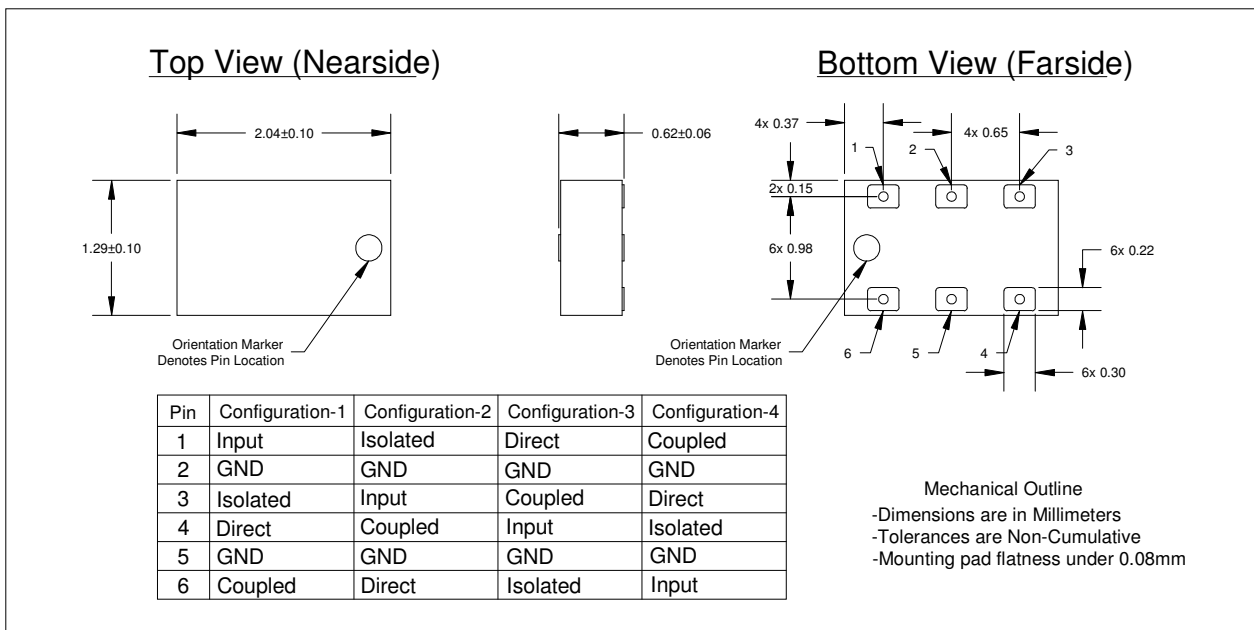 Top View (Nearside)
Bottom View (Farside)
2.04±0.10
0.62±0.06
4x 0.37
4x 0.65
1
2
3
2x 0.15
1.29±0.10
6x 0.98
6x 0.22
Orientation Marker
Denotes Pin Location
Orientation Marker
Denotes Pin Location
6
5
4
6x 0.30
Pin Configuration-1 Configuration-2 Configuration-3 Configuration-4
1 Input Isolated Direct Coupled
2 GND GND GND GND
3 Isolated Input Coupled Direct
4 Direct Coupled Input Isolated
5 GND GND GND GND
6 Coupled Direct Isolated Input
Mechanical Outline
-Dimensions are in Millimeters
-Tolerances are Non-Cumulative
-Mounting pad flatness under 0.08mm